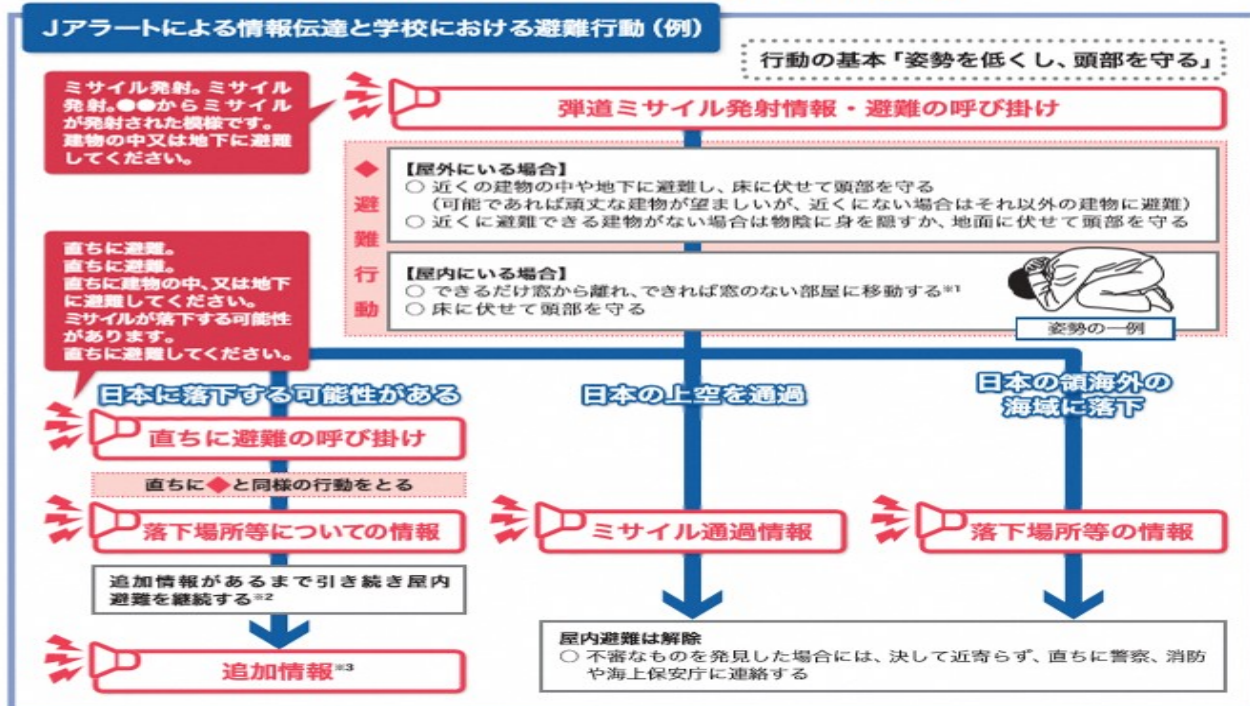 Jアラートによる情報伝達と学校における避難行動（例）
行動の基本「姿勢を低くし、頭部を守る」
ミサイル発射。ミサイル
発射。●●からミサイル
が発射された模様です。
建物の中又は地下に避難
してください。
弾道ミサイル発射情報・避難の呼び掛け
◆避難行動
【屋外にいる場合】
○ 近くの建物の中や地下に避難し、床に伏せて頭部を守る
（可能であれば頑丈な建物が望ましいが、近くにない場合はそれ以外の建物に避難）
○ 近くに避難できる建物がない場合は物陰に身を隠すか、地面に伏せて頭部を守る
【屋内にいる場合】
○ できるだけ窓から離れ、できれば窓のない部屋に移動する※1
○ 床に伏せて頭部を守る
姿勢の一例
直ちに避難。
直ちに避難。
直ちに建物の中、又は地下
に避難してください。
ミサイルが落下する可能性
があります。
直ちに避難してください。
日本に落下する可能性がある
直ちに避難の呼び掛け
直ちに◆と同様の行動をとる
落下場所等についての情報
追加情報があるまで引き続き屋内
避難を継続する※2
追加情報※3
日本の上空を通過
ミサイル通過情報
日本の領海外の
海域に落下
落下場所等の情報
屋内避難は解除
○ 不審なものを発見した場合には、決して近寄らず、直ちに警察、消防
や海上保安庁に連絡する